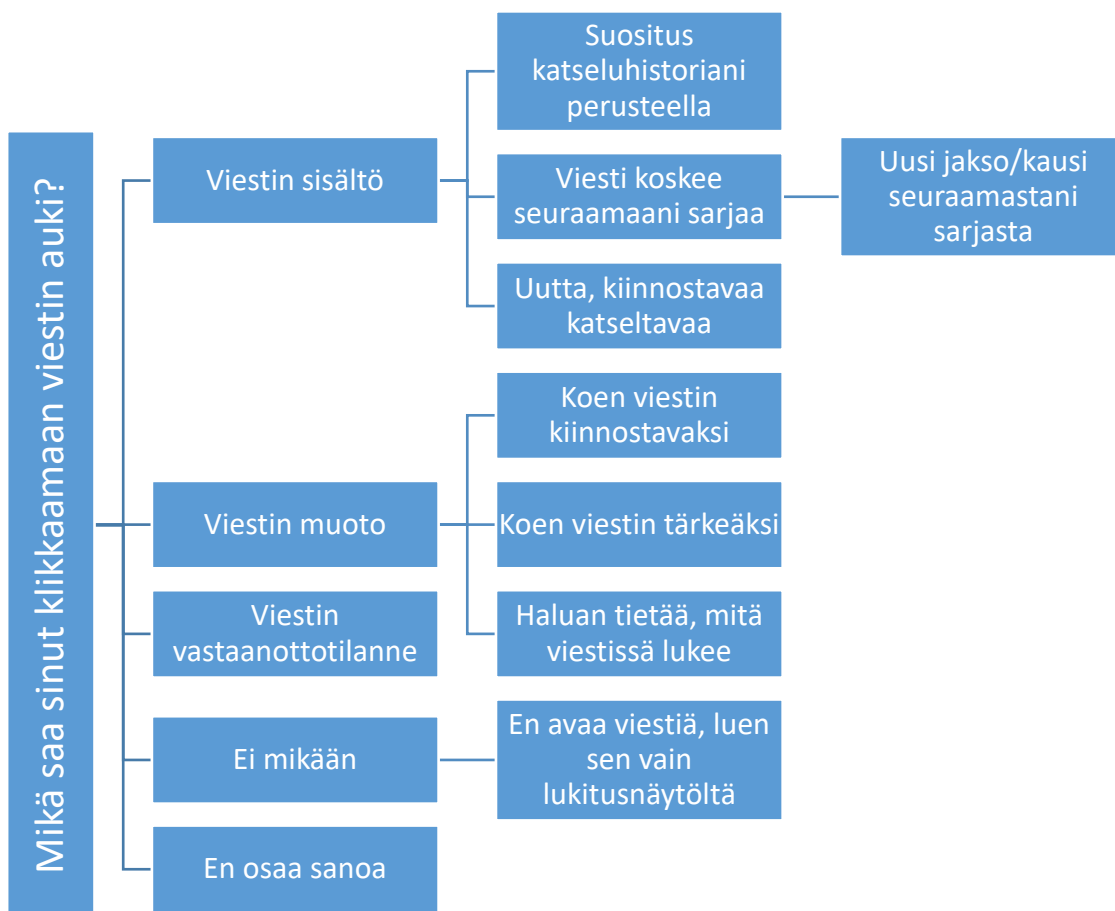 Mikä saa sinut klikkaamaan viestin auki?
Viestin sisältö
Suositus
katseluhistoriani
perusteella
Viesti koskee
seuraamaani sarjaa
Uusi jakso/kausi
seuraamastani
sarjasta
Uutta, kiinnostavaa
katseltavaa
Viestin muoto
Koen viestin
kiinnostavaksi
Koen viestin tärkeäksi
Haluan tietää, mitä
viestissä lukee
Viestin
vastaanottotilanne
Ei mikään
En avaa viestiä, luen
sen vain
lukitusnäytöltä
En osaa sanoa